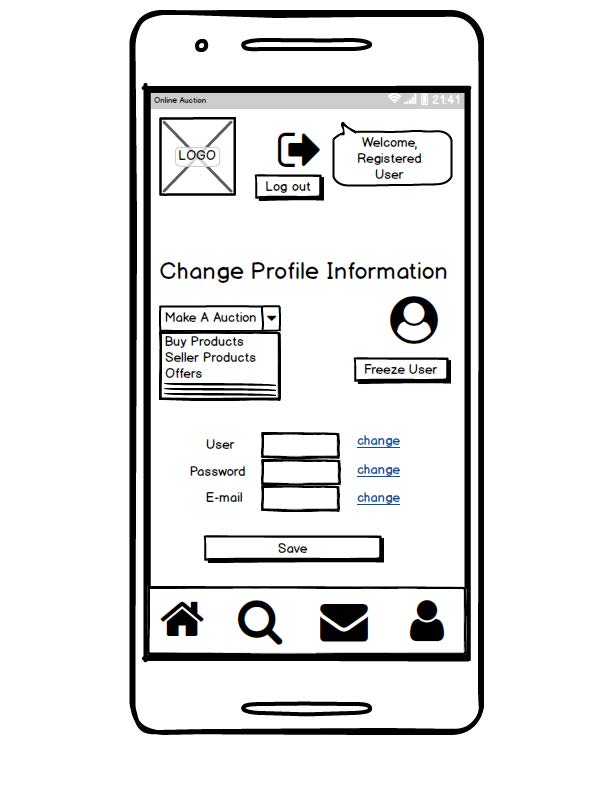 Online Auction
21:41
LOGO
Log out
Welcome,
Registered
User
Change Profile Information
Make A Auction
Buy Products
Seller Products
Offers
Freeze User
User
change
Password
change
E-mail
change
Save